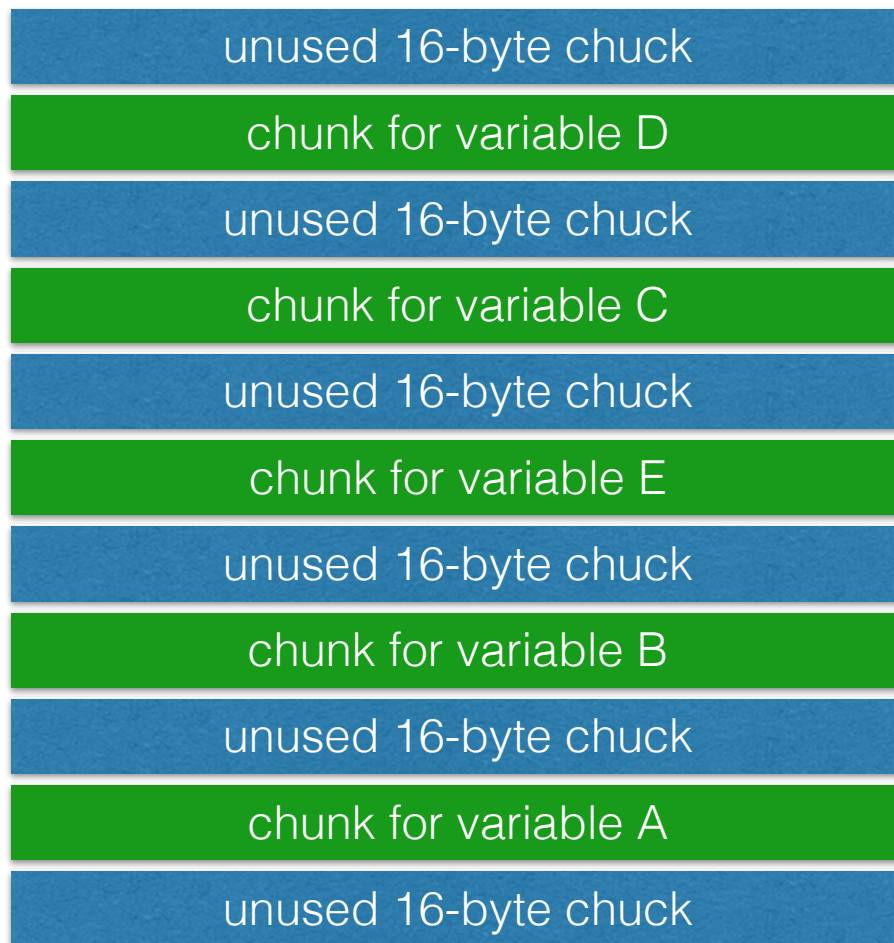 unused 16-byte chuck
chunk for variable D
unused 16-byte chuck
chunk for variable C
unused 16-byte chuck
chunk for variable E
unused 16-byte chuck
chunk for variable B
unused 16-byte chuck
chunk for variable A
unused 16-byte chuck